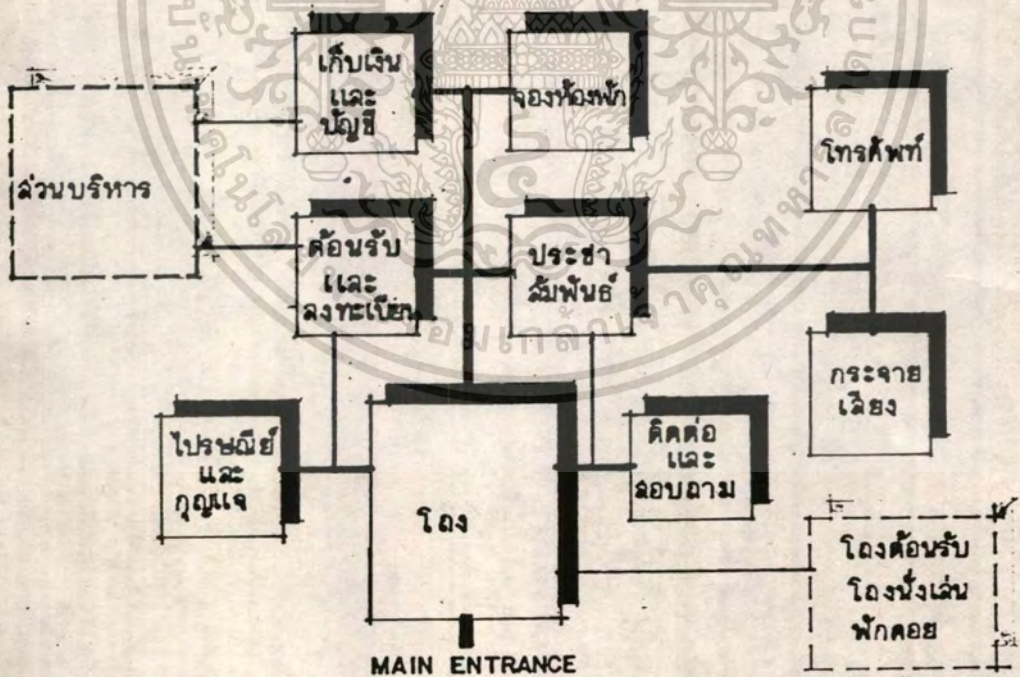 เก็บเงิน
และ
บัญชี
จองห้องพัก
โทรศัพท์
ส่วนบริหาร
ต้อนรับ
และ
ลงทะเบียน
ประชา
สัมพันธ์
กระจาย
เสียง
ไปรษณีย์
และ
กุญแจ
โถง
ติดต่อ
และ
สอบถาม
โถงต้อนรับ
โถงนั่งเล่น
พักคอย
MAIN ENTRANCE